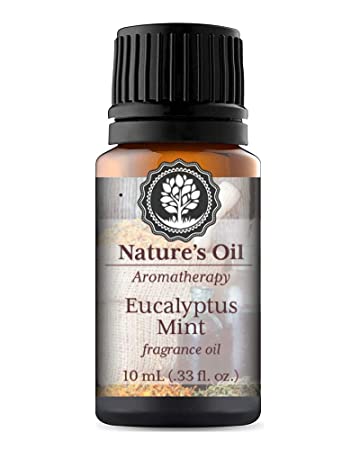 Nature's Oil
Aromatherapy
Eucalyptus
Mint
fragrance oil
10 mL (.33 fl. oz.)